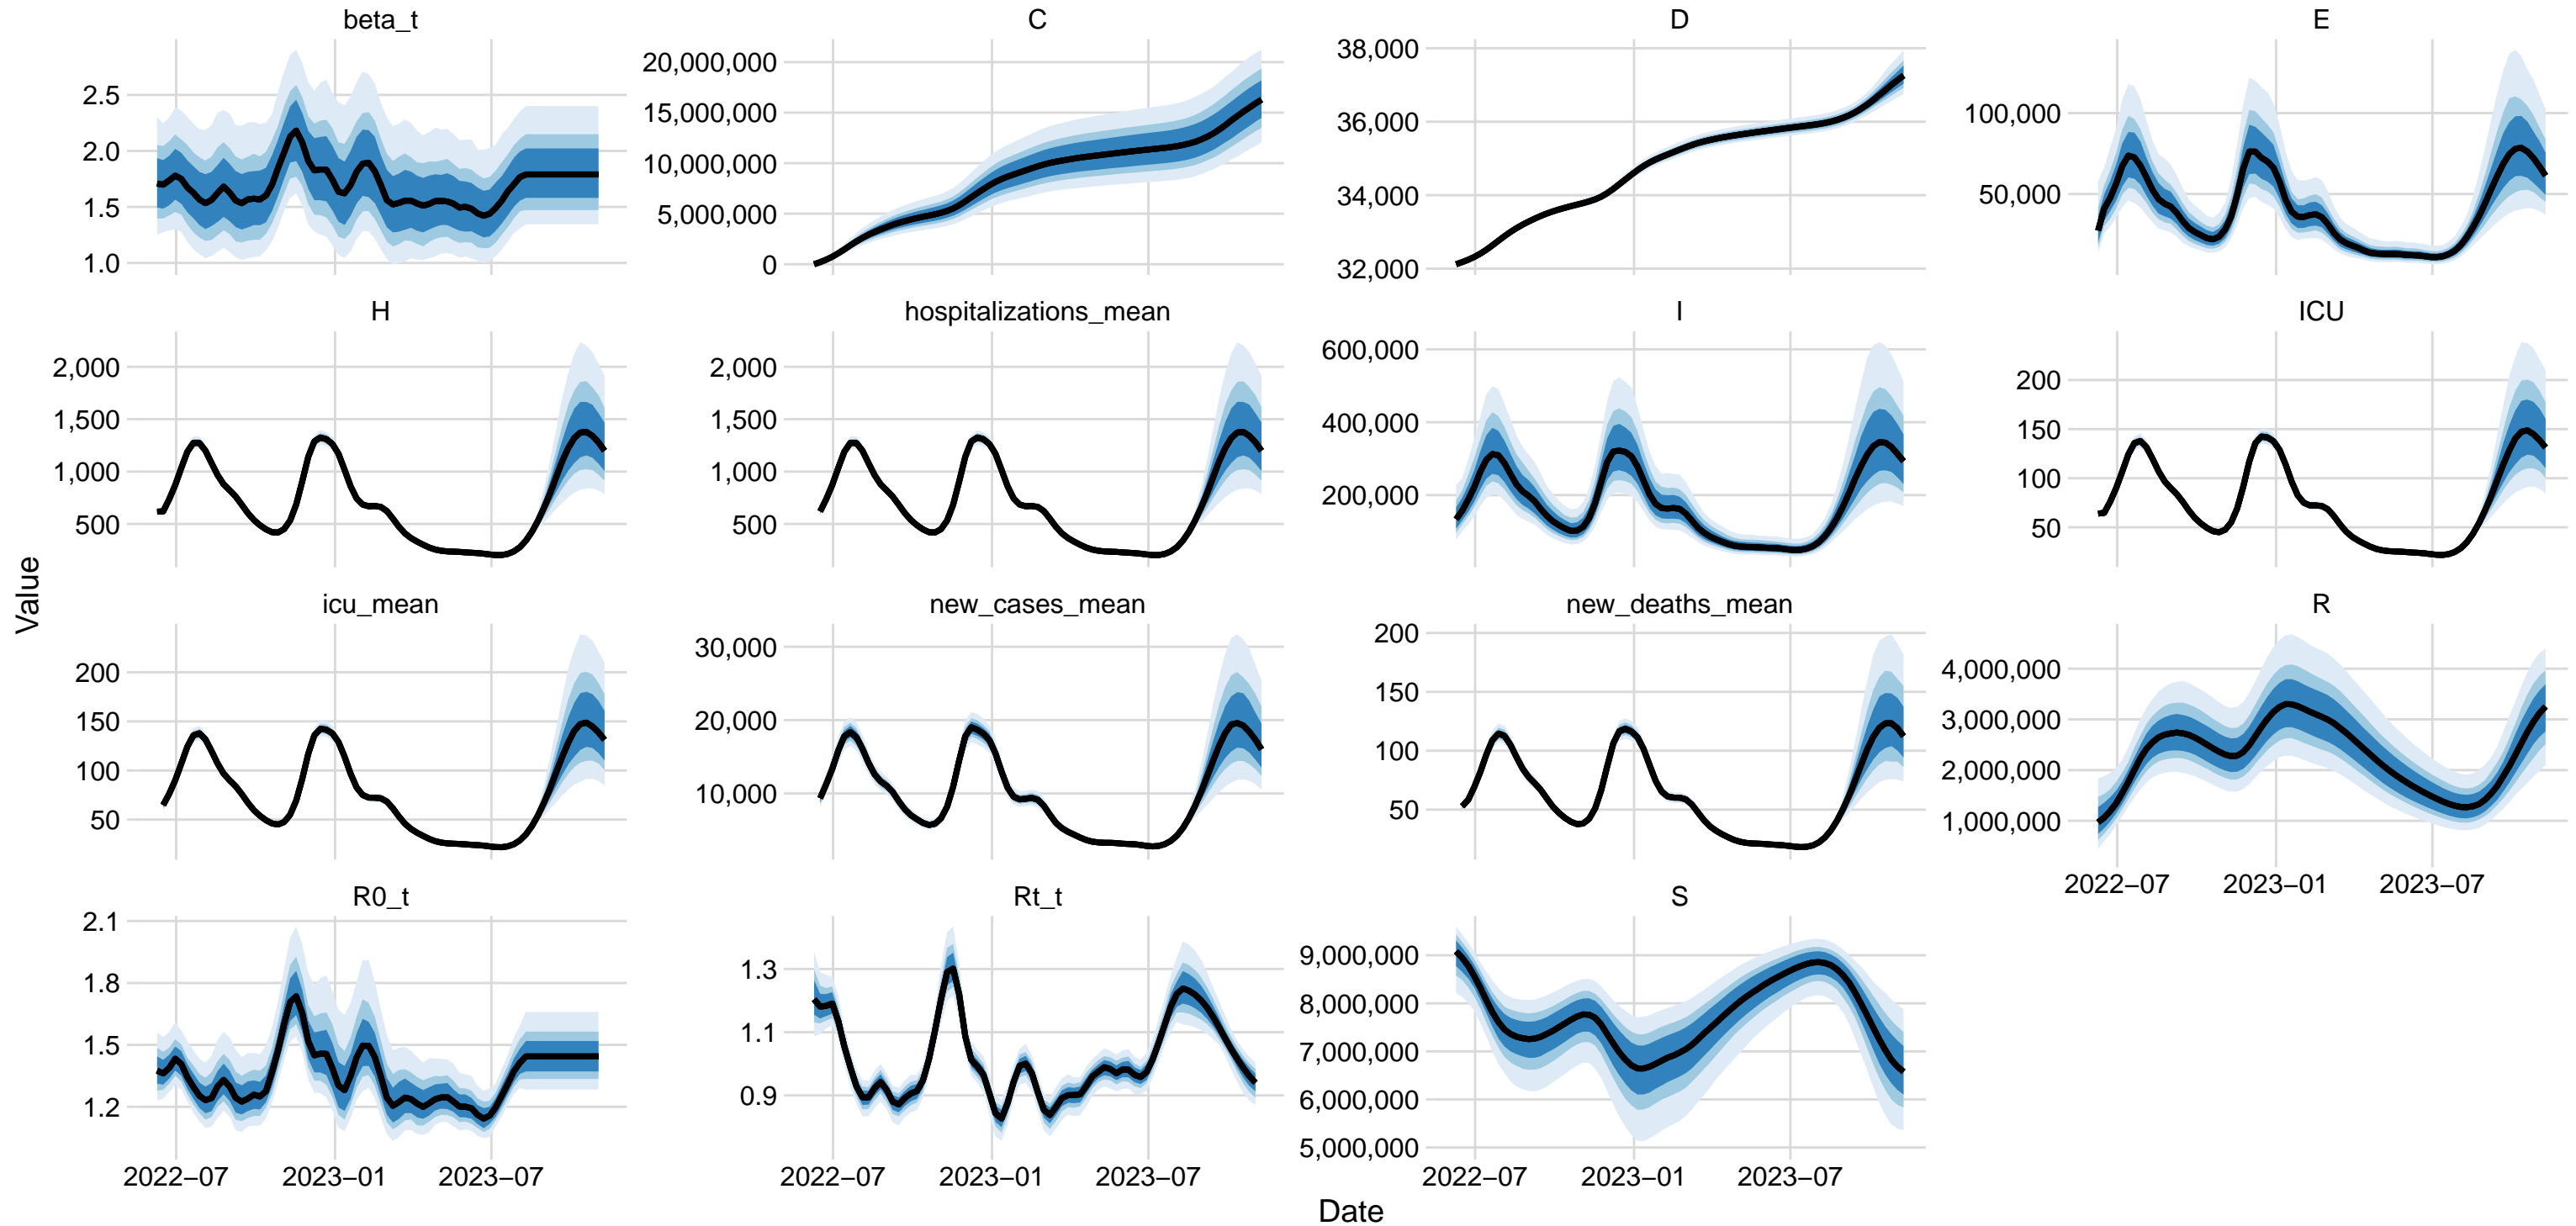 beta_t
2.5
2.0
1.5
1.0
C
20,000,000
15,000,000
10,000,000
5,000,000
0
D
38,000
36,000
34,000
32,000
E
100,000
50,000
H
2,000
1,500
1,000
500
hospitalizations_mean
2,000
1,500
1,000
500
I
600,000
400,000
200,000
ICU
200
150
100
50
Value
icu_mean
200
150
100
50
new_cases_mean
30,000
20,000
10,000
new_deaths_mean
200
150
100
50
R
4,000,000
3,000,000
2,000,000
1,000,000
2022−07 2023−01 2023−07
R0_t
2.1
1.8
1.5
1.2
2022−07 2023−01 2023−07
Rt_t
1.3
1.1
0.9
2022−07 2023−01 2023−07
S
9,000,000
8,000,000
7,000,000
6,000,000
5,000,000
2022−07 2023−01 2023−07
Date